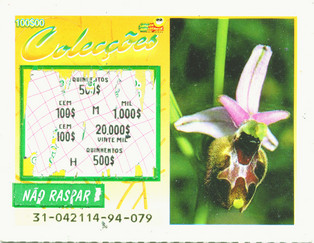 100$00
Colecções
QUINHENTOS
500$
CEM M MIL
100$ 1,000$
CEM
100$ 20,000$
VINTE MIL
QUINHENTOS
H 500$
NÃO RASPAR
31-042114-94-079